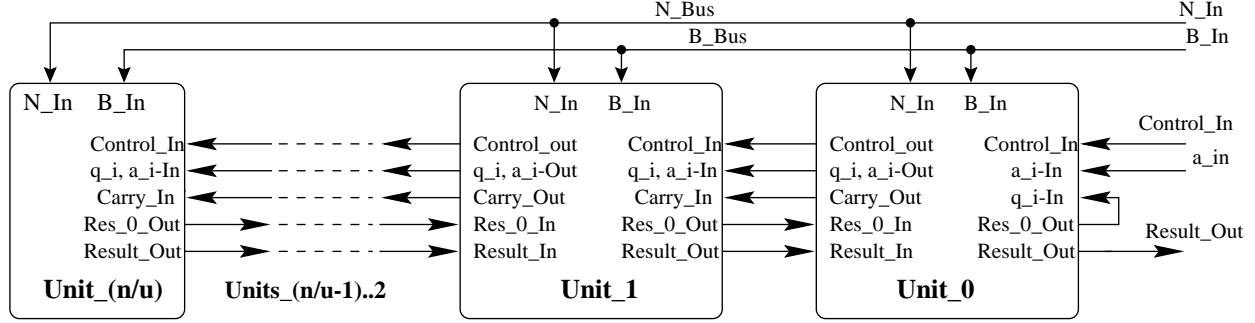 N_Bus
N_In
B_Bus
B_In
N_In B_In
Control_In
q_i, a_i-In
Carry_In
Res_0_Out
Result_Out
Unit_(n/u)
Units_(n/u-1)..2
N_In B_In
Control_out
q_i, a_i-Out
Carry_Out
Res_0_In
Result_In
Control_In
q_i, a_i-In
Carry_In
Res_0_Out
Result_Out
Unit_1
N_In B_In
Control_out
q_i, a_i-Out
Carry_Out
Res_0_In
Result_In
Control_In
a_i-In
q_i-In
Res_0_Out
Result_Out
Unit_0
Control_In
a_in
Result_Out